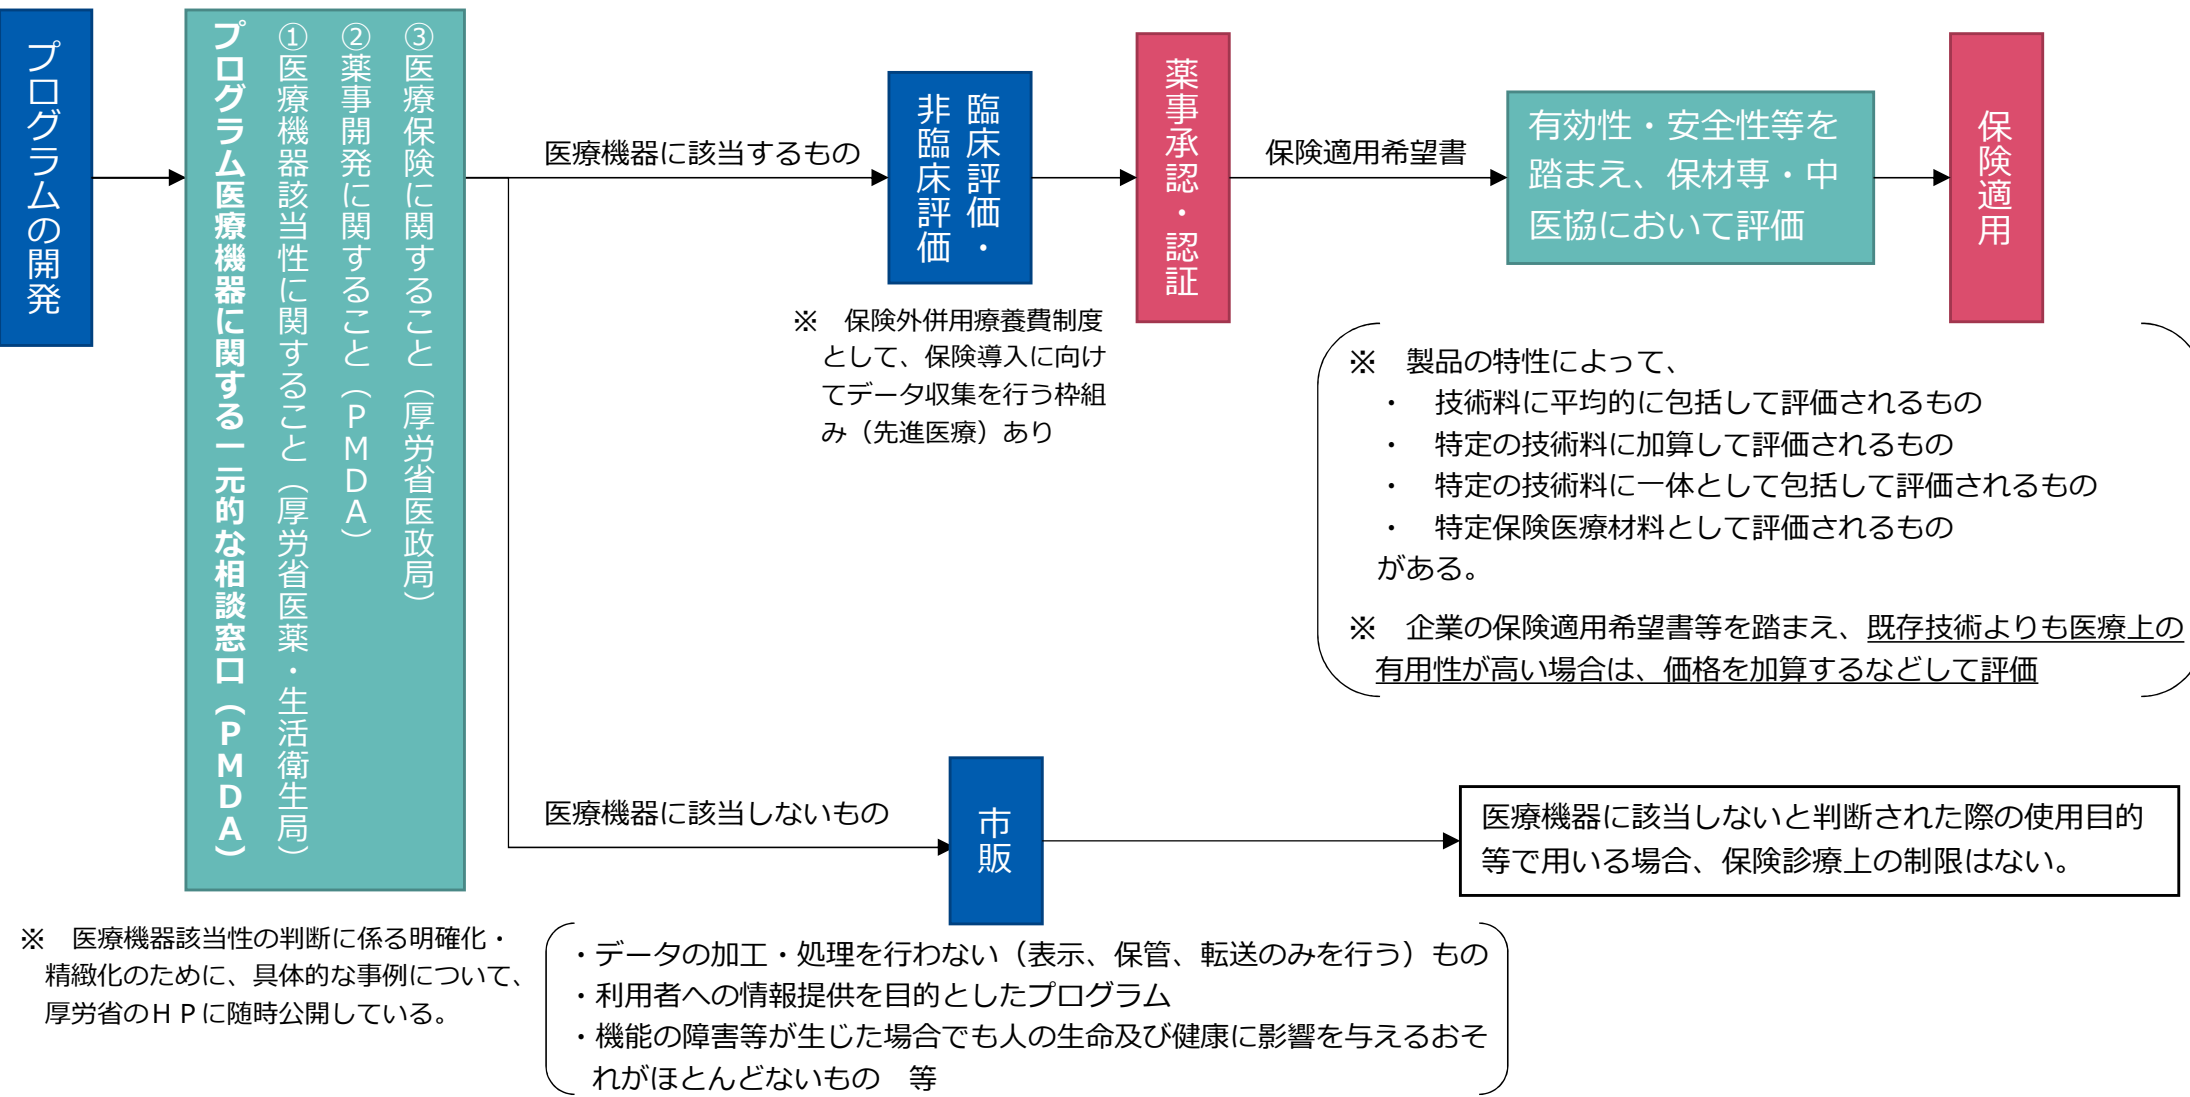 プログラムの開発
プログラム医療機器に関する一元的な相談窓口（ＰＭＤＡ）
①医療機器該当性に関すること（厚労省医薬・生活衛生局）
②薬事開発に関すること（ＰＭＤＡ）
③医療保険に関すること（厚労省医政局）
※　医療機器該当性の判断に係る明確化・
精緻化のために、具体的な事例について、
厚労省のＨＰに随時公開している。
医療機器に該当するもの
臨床評価・
非臨床評価
※　保険外併用療養費制度
として、保険導入に向け
てデータ収集を行う枠組
み（先進医療）あり
薬事承認・認証
保険適用希望書
有効性・安全性等を
踏まえ、保材専・中
医協において評価
保険適用
※　製品の特性によって、
・　技術料に平均的に包括して評価されるもの
・　特定の技術料に加算して評価されるもの
・　特定の技術料に一体として包括して評価されるもの
・　特定保険医療材料として評価されるもの
がある。
※　企業の保険適用希望書等を踏まえ、既存技術よりも医療上の
有用性が高い場合は、価格を加算するなどして評価
医療機器に該当しないもの
市販
医療機器に該当しないと判断された際の使用目的
等で用いる場合、保険診療上の制限はない。
・データの加工・処理を行わない（表示、保管、転送のみを行う）もの
・利用者への情報提供を目的としたプログラム
・機能の障害等が生じた場合でも人の生命及び健康に影響を与えるおそ
れがほとんどないもの　等